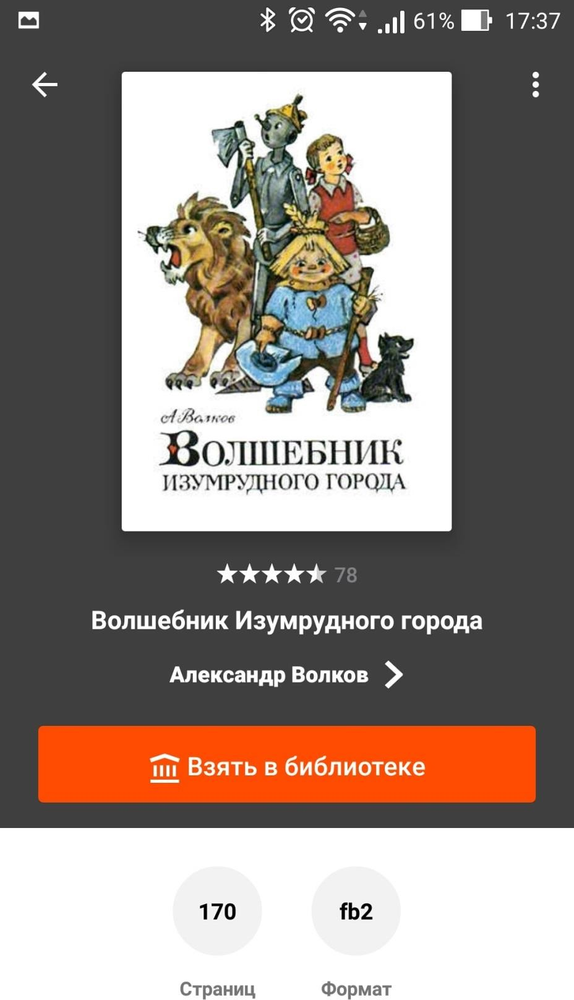 61% 17:37
А. Волков
Волшебник
изумрудного города
78
Волшебник Изумрудного города
Александр Волков
Взять в библиотеке
170 fb2
Страниц Формат